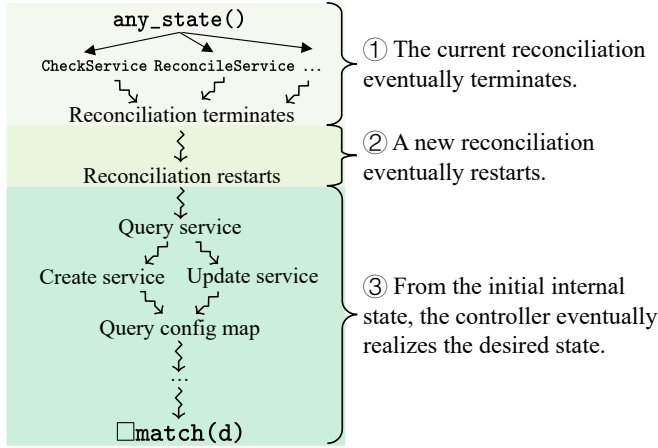 any_state()
CheckService ReconcileService ...
Reconciliation terminates
① The current reconciliation
eventually terminates.
Reconciliation restarts
② A new reconciliation
eventually restarts.
Query service
Create service Update service
Query config map
...
□match(d)
③ From the initial internal
state, the controller eventually
realizes the desired state.